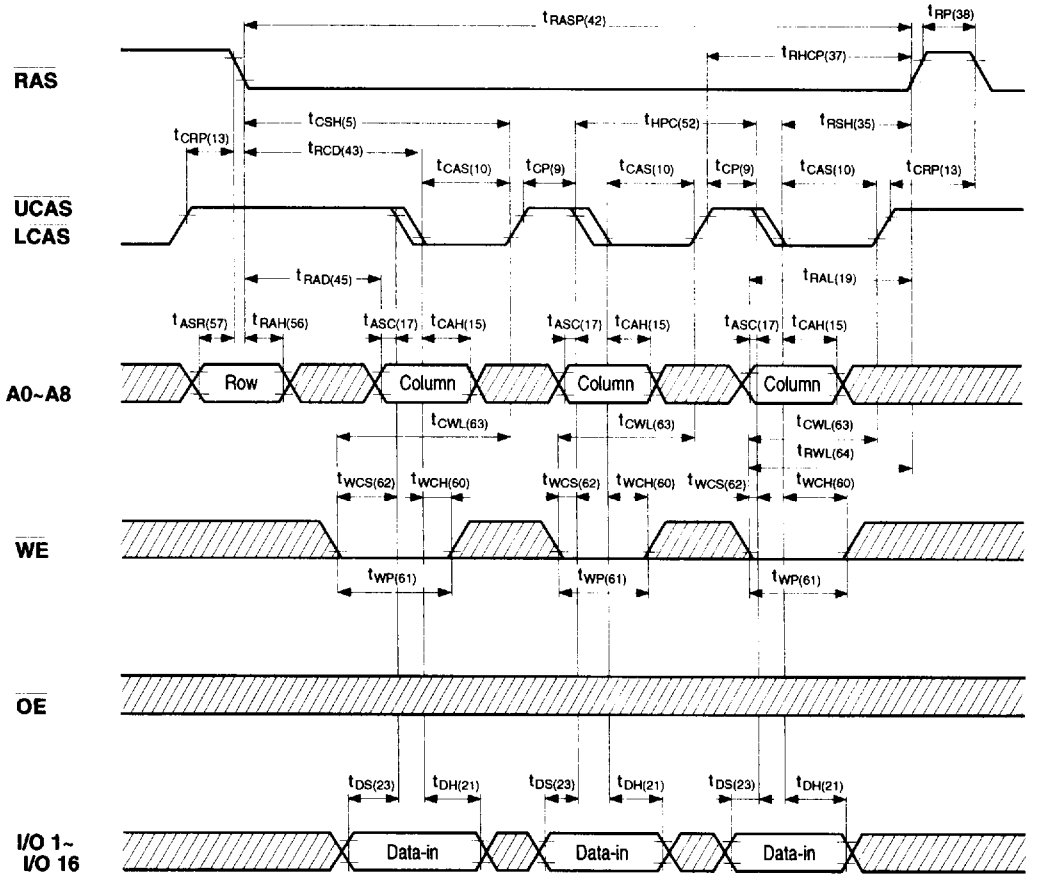 tRASP(42)
tRP(38)
tRHCP(37)
RAS
tCSH(5)
tHPC(52)
tRSH(35)
tCRP(13)
tRCD(43)
tCAS(10) tCP(9) tCAS(10) tCP(9) tCAS(10) tCRP(13)
UCAS
LCAS
tRAD(45) tRAL(19)
tASR(57) tRAH(56) tASC(17) tCAH(15) tASC(17) tCAH(15) tASC(17) tCAH(15)
A0~A8 Row Column Column Column
tCWL(63) tCWL(63) tCWL(63)
tRWL(64)
tWCS(62) tWCH(60) tWCS(62) tWCH(60) tWCS(62) tWCH(60)
WE
tWP(61) tWP(61) tWP(61)
OE
tDS(23) tDH(21) tDS(23) tDH(21) tDS(23) tDH(21)
I/O 1~
I/O 16 Data-in Data-in Data-in